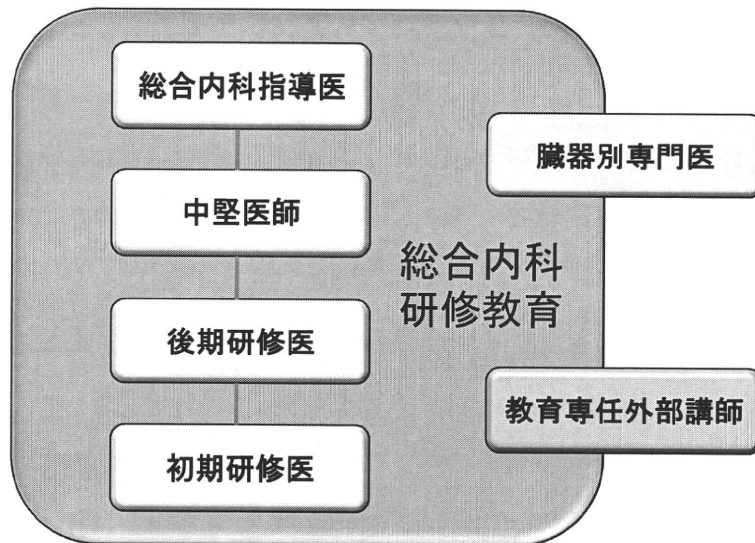 総合内科指導医
臓器別専門医
中堅医師
総合内科
研修教育
後期研修医
教育専任外部講師
初期研修医